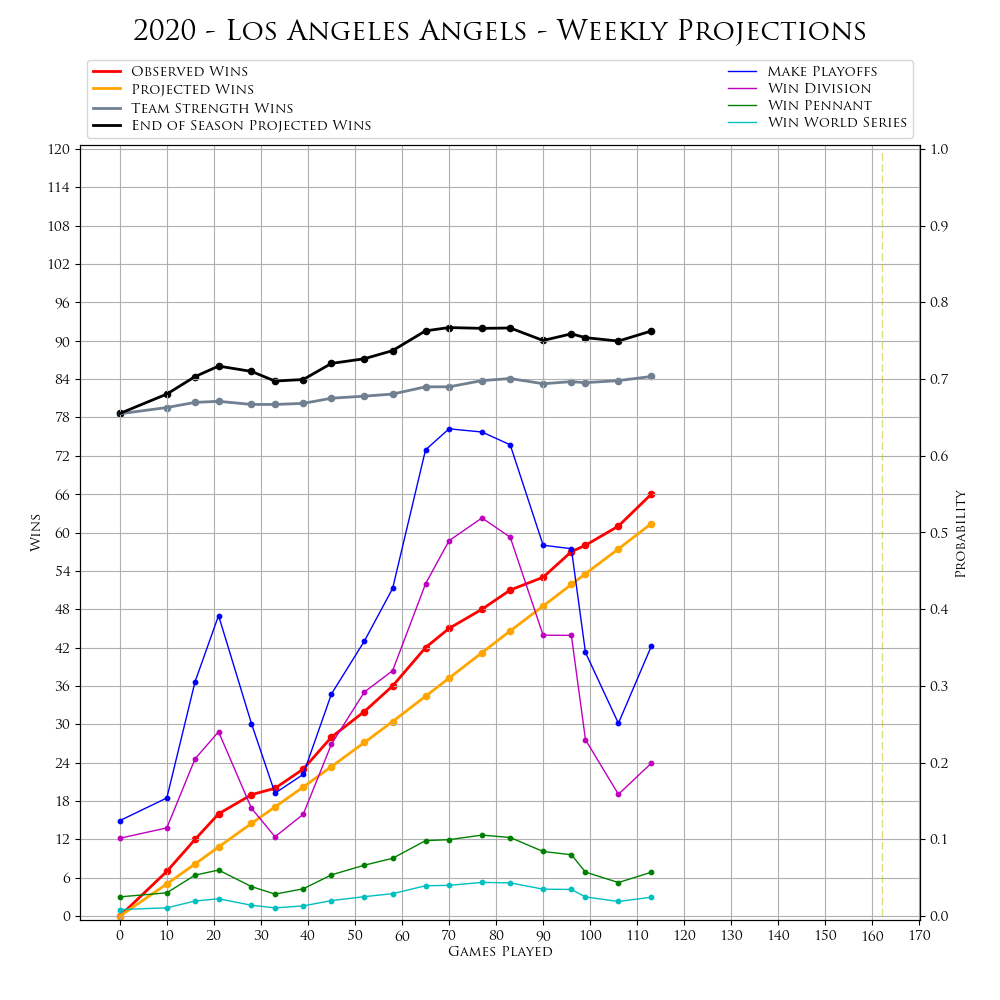 2020 - Los Angeles Angels - Weekly Projections
Observed Wins
Projected Wins
Team Strength Wins
End of Season Projected Wins
Make Playoffs
Win Division
Win Pennant
Win World Series
120
114
108
102
96
90
84
78
72
66
60
54
48
42
36
30
24
18
12
6
0
Wins
1.0
0.9
0.8
0.7
0.6
0.5
0.4
0.3
0.2
0.1
0.0
Probability
0 10 20 30 40 50 60 70 80 90 100 110 120 130 140 150 160 170
Games Played